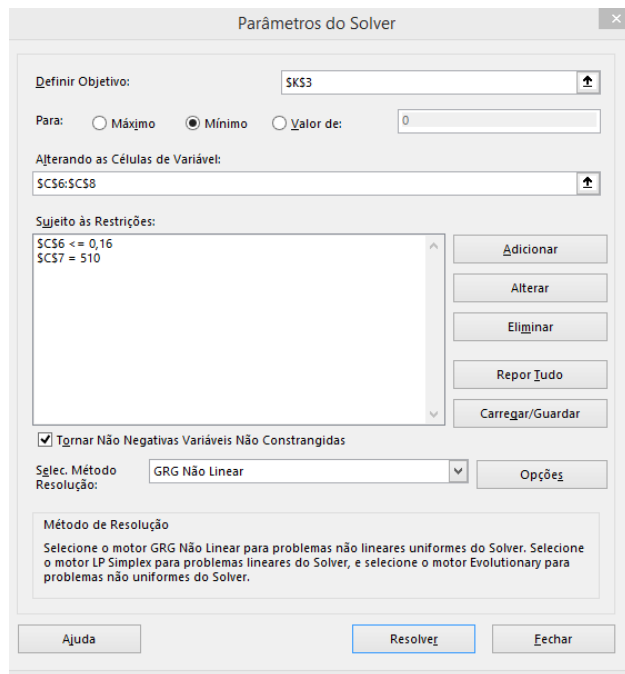 Parâmetros do Solver
Definir Objetivo:
$K$3
Para:
Máximo
Mínimo
Valor de:
0
Alterando as Células de Variável:
$C$6:$C$8
Sujeito às Restrições:
$C$6 <= 0,16
$C$7 = 510
Adicionar
Alterar
Eliminar
Repor Tudo
Carregar/Guardar
Tornar Não Negativas Variáveis Não Constrangidas
Selec. Método
Resolução:
GRG Não Linear
Opções
Método de Resolução
Selecione o motor GRG Não Linear para problemas não lineares uniformes do Solver. Selecione
o motor LP Simplex para problemas lineares do Solver, e selecione o motor Evolutionary para
problemas não uniformes do Solver.
Ajuda
Resolver
Fechar